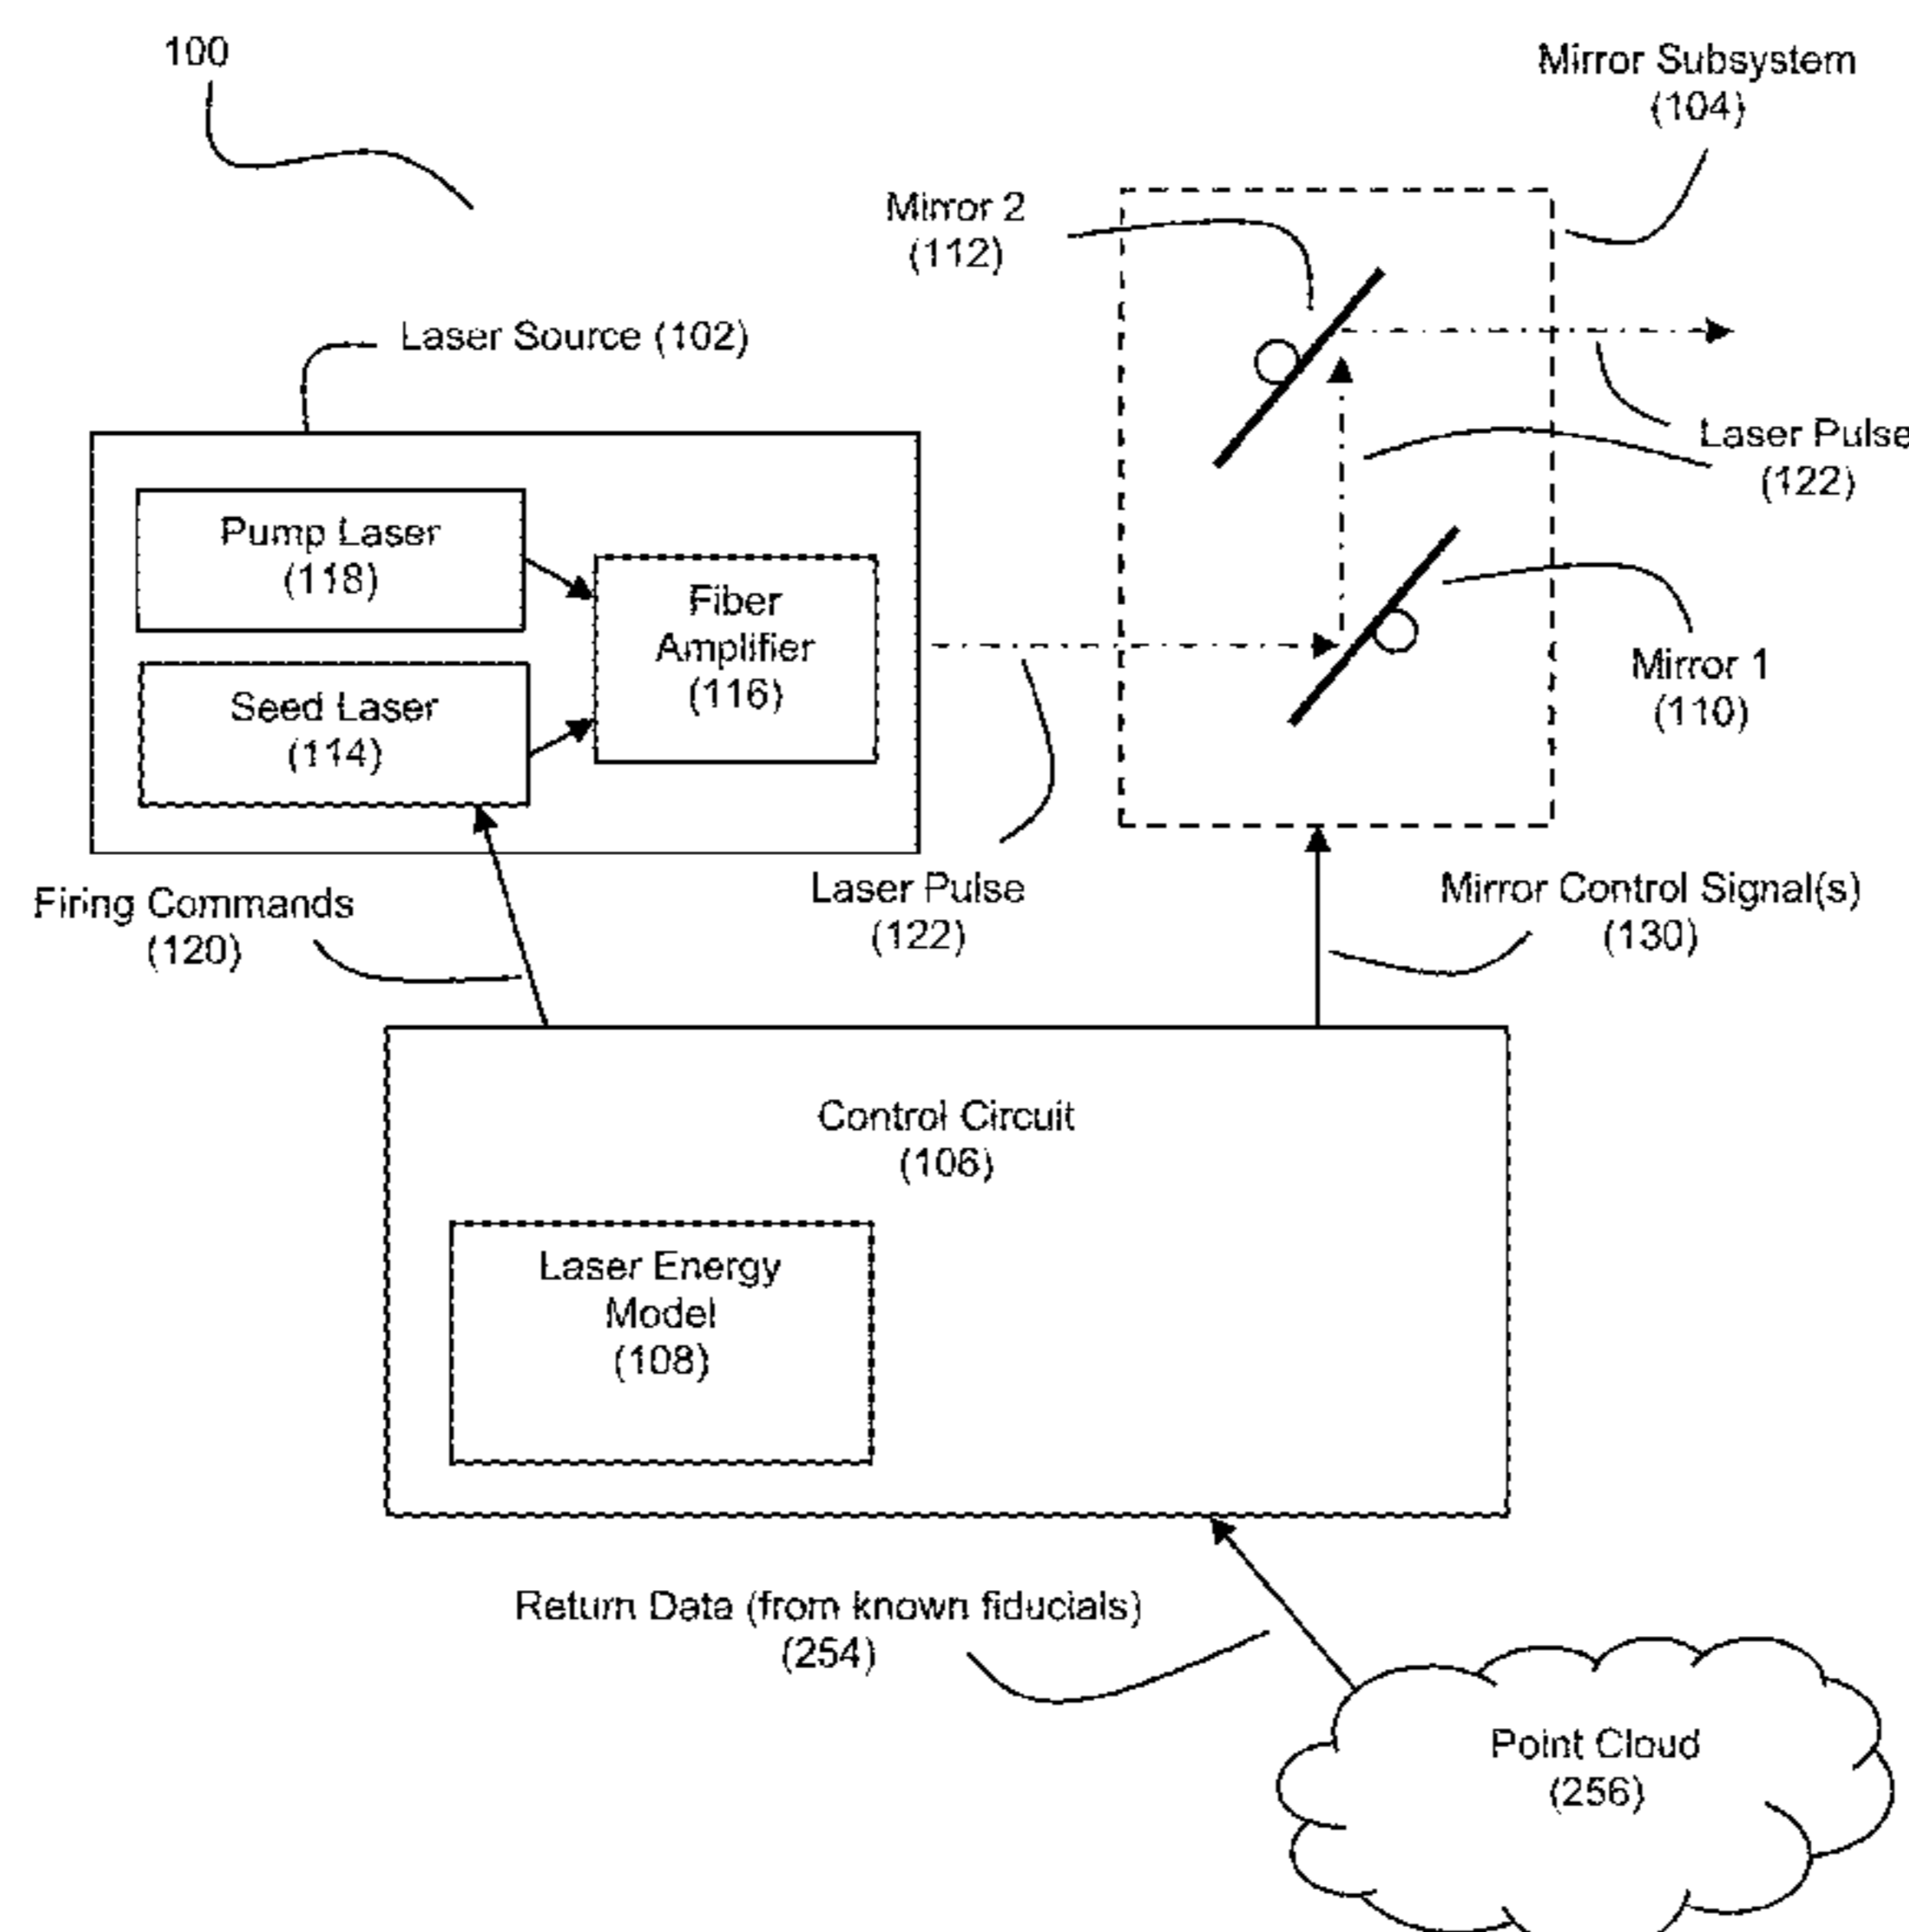 100
Mirror Subsystem
(104)
Mirror 2
(112)
Laser Source (102)
Laser Pulse
(122)
Pump Laser
(118)
Fiber
Amplifier
(116)
Seed Laser
(114)
Mirror 1
(110)
Firing Commands
(120)
Laser Pulse
(122)
Mirror Control Signal(s)
(130)
Control Circuit
(106)
Laser Energy
Model
(108)
Return Data (from known fiducials)
(254)
Point Cloud
(256)